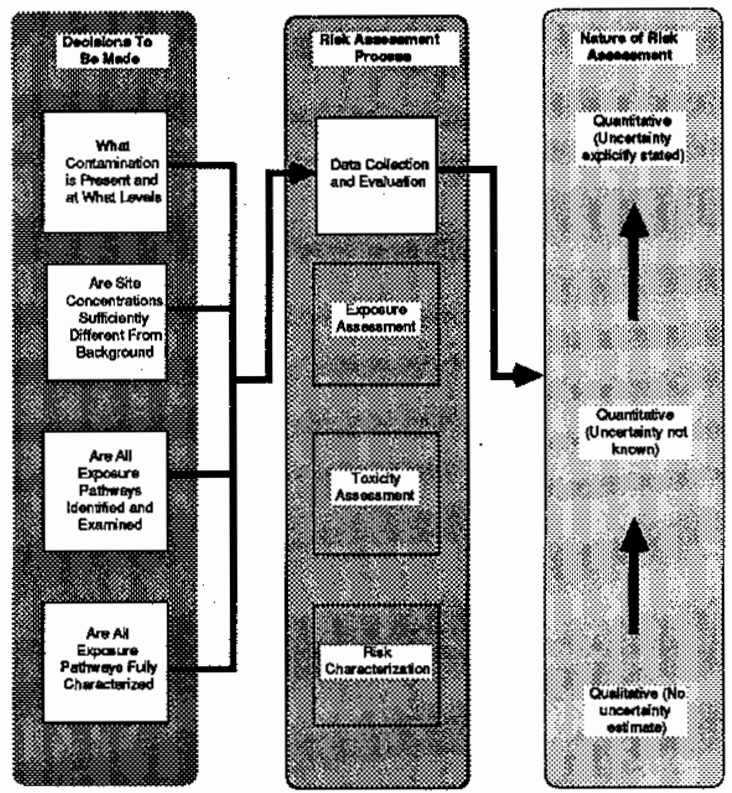 Decisions To
Be Made
What
Contamination
is Present and
at What Levels
Are Site
Concentrations
Sufficiently
Different From
Background
Are All
Exposure
Pathways
Identified and
Examined
Are All
Exposure
Pathways Fully
Characterized
Risk Assessment
Process
Data Collection
and Evaluation
Exposure
Assessment
Toxicity
Assessment
Risk
Characterization
Nature of Risk
Assessment
Quantitative
(Uncertainty
explicitly stated)
Quantitative
(Uncertainty not
known)
Qualitative (No
uncertainty
estimate)